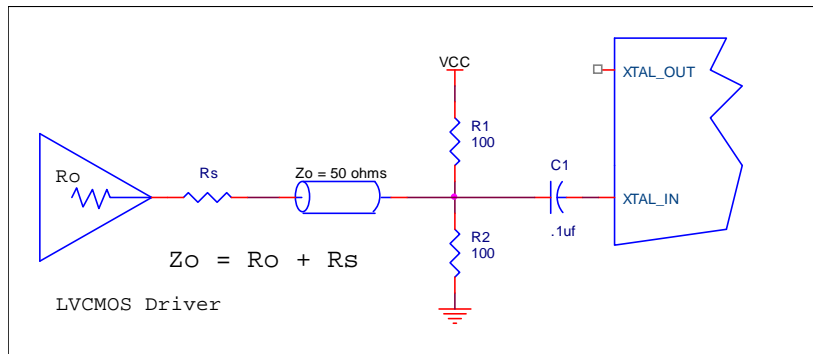 VCC
XTAL_OUT
R1
100
Ro
Rs
Zo = 50 ohms
C1
.1uf
XTAL_IN
R2
100
Zo = Ro + Rs
LVCMOS Driver